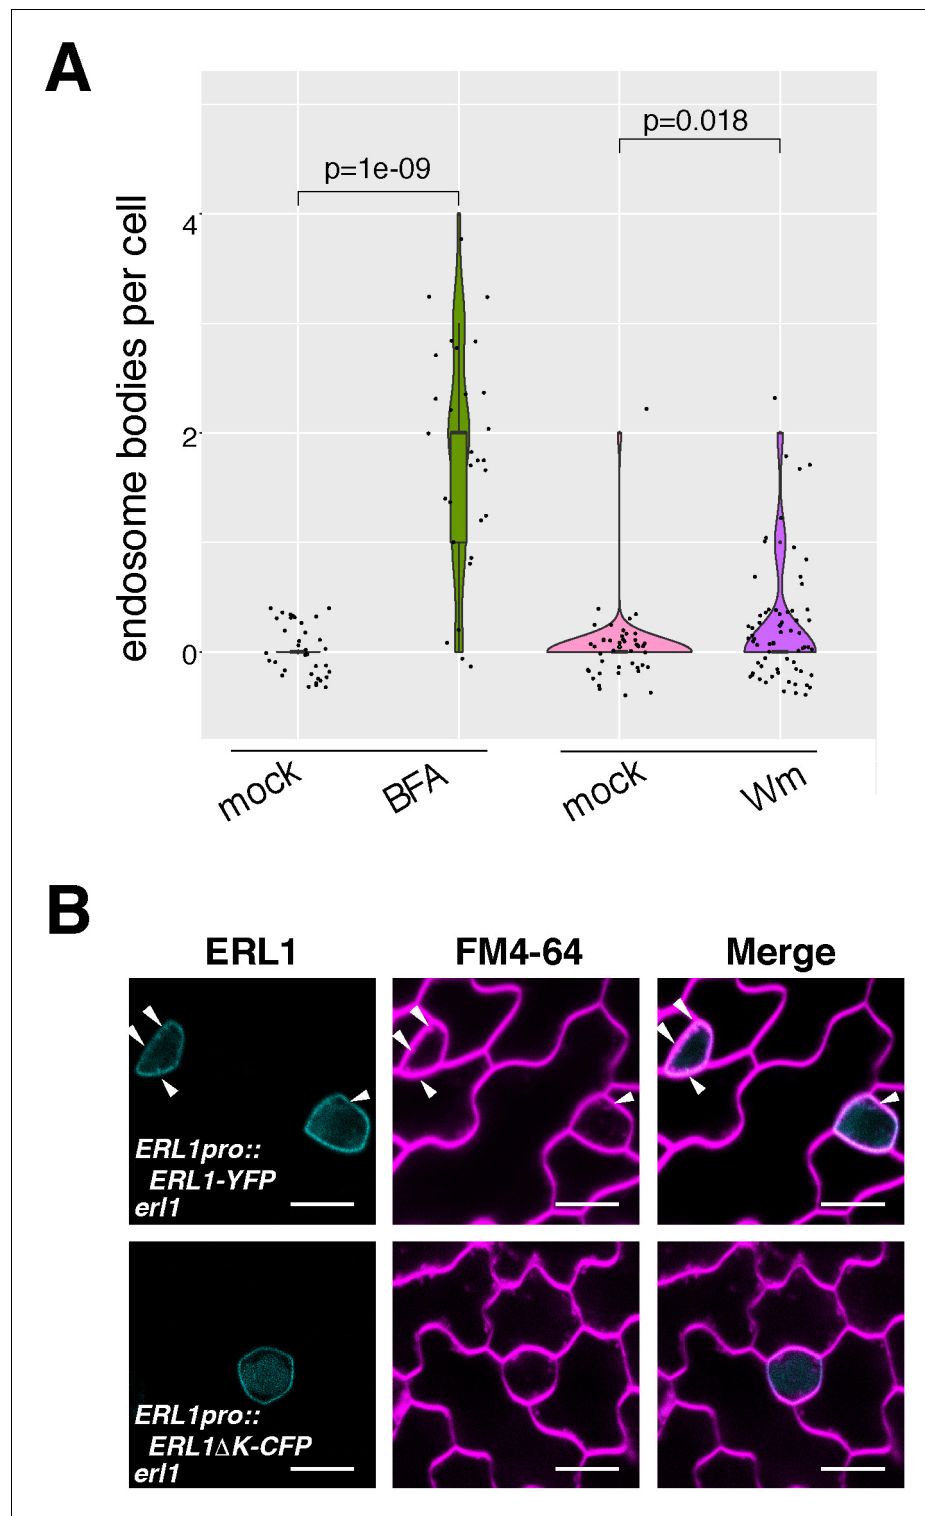 A
endosome bodies per cell
p=1e-09
p=0.018
4
2
0
mock
BFA
mock
Wm
B
ERL1
FM4-64
Merge
ERL1pro::
ERL1-YFP
erl1
ERL1pro::
ERL1ΔK-CFP
erl1